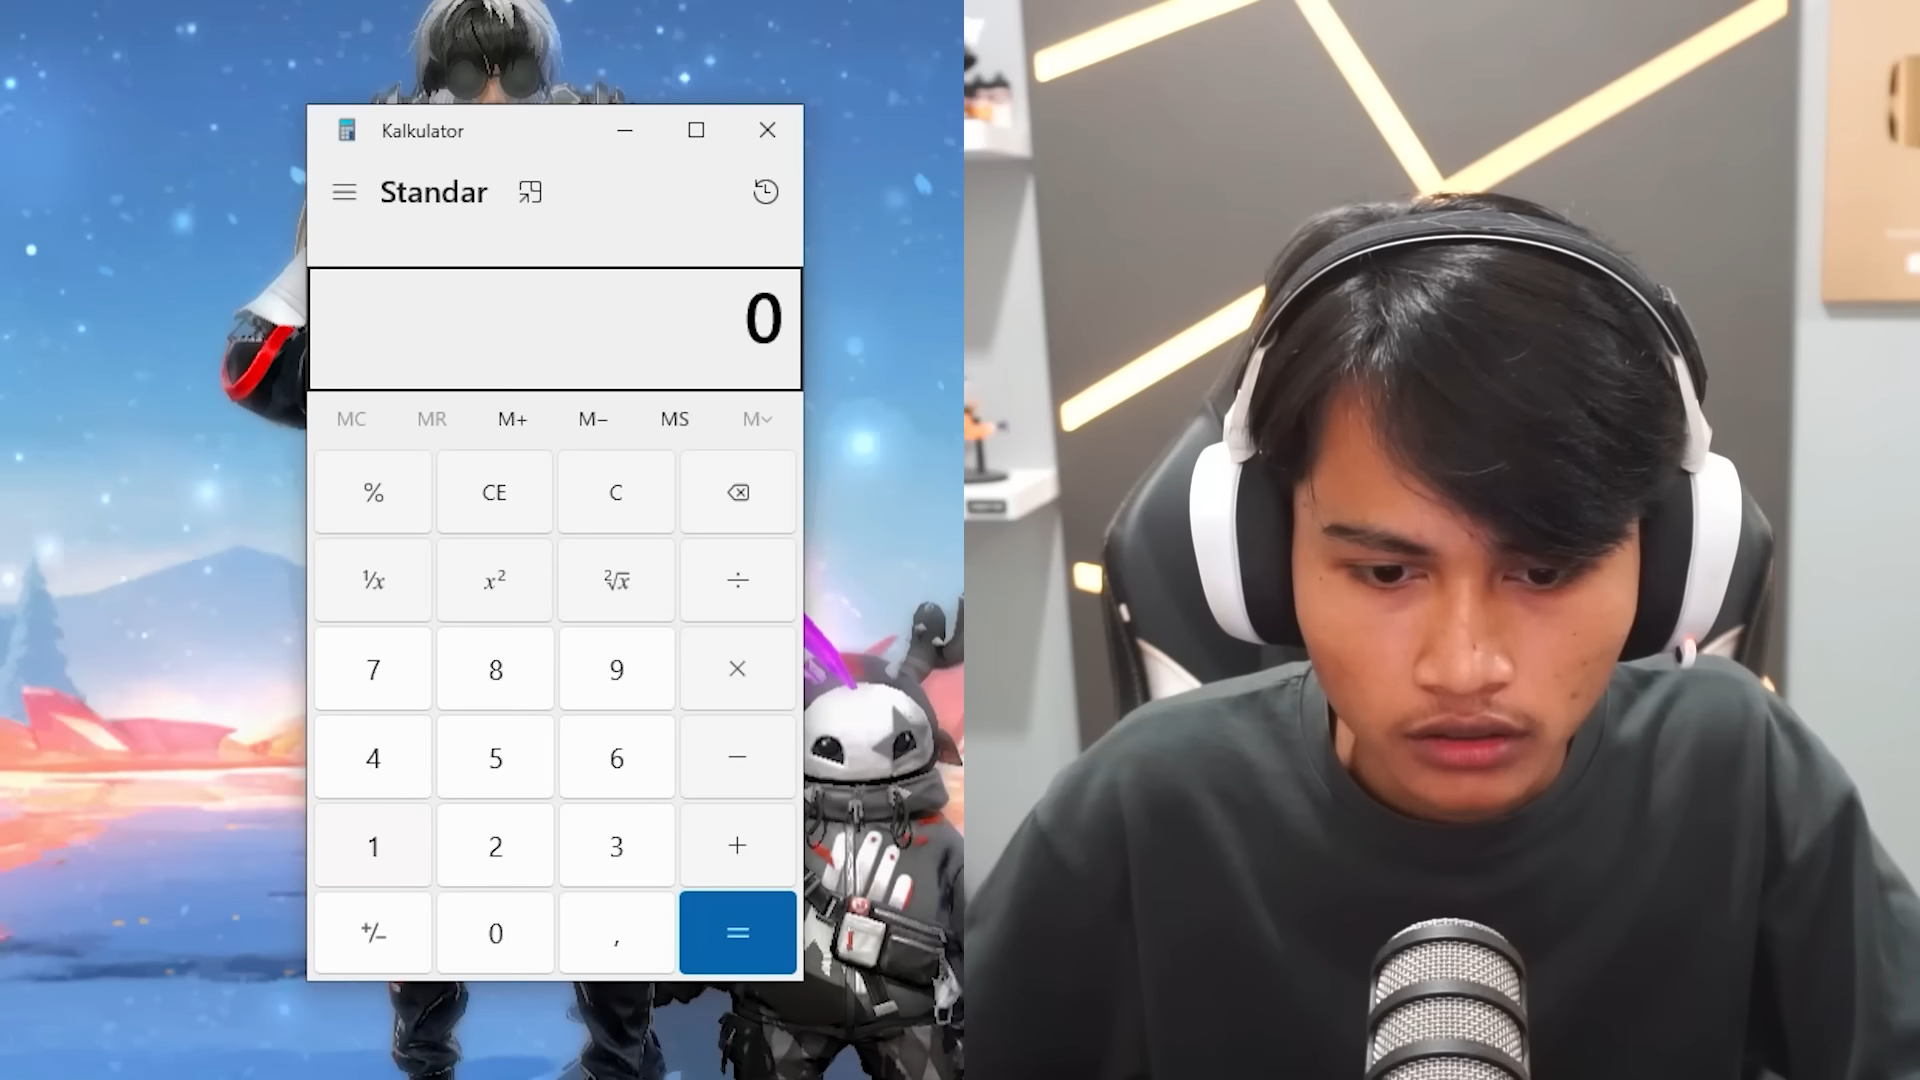 Kalkulator
Standar
0
MC MR M+ M− MS M
% CE C
¹/x x² ²√x ÷
7 8 9 ×
4 5 6 −
1 2 3 +
+/− 0 , =